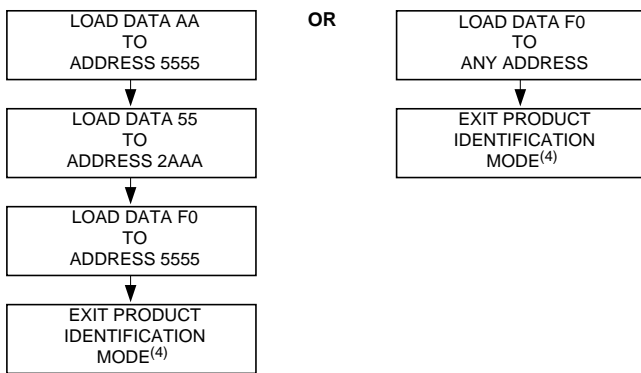 LOAD DATA AA
TO
ADDRESS 5555
LOAD DATA 55
TO
ADDRESS 2AAA
LOAD DATA F0
TO
ADDRESS 5555
EXIT PRODUCT
IDENTIFICATION
MODE(4)
OR
LOAD DATA F0
TO
ANY ADDRESS
EXIT PRODUCT
IDENTIFICATION
MODE(4)